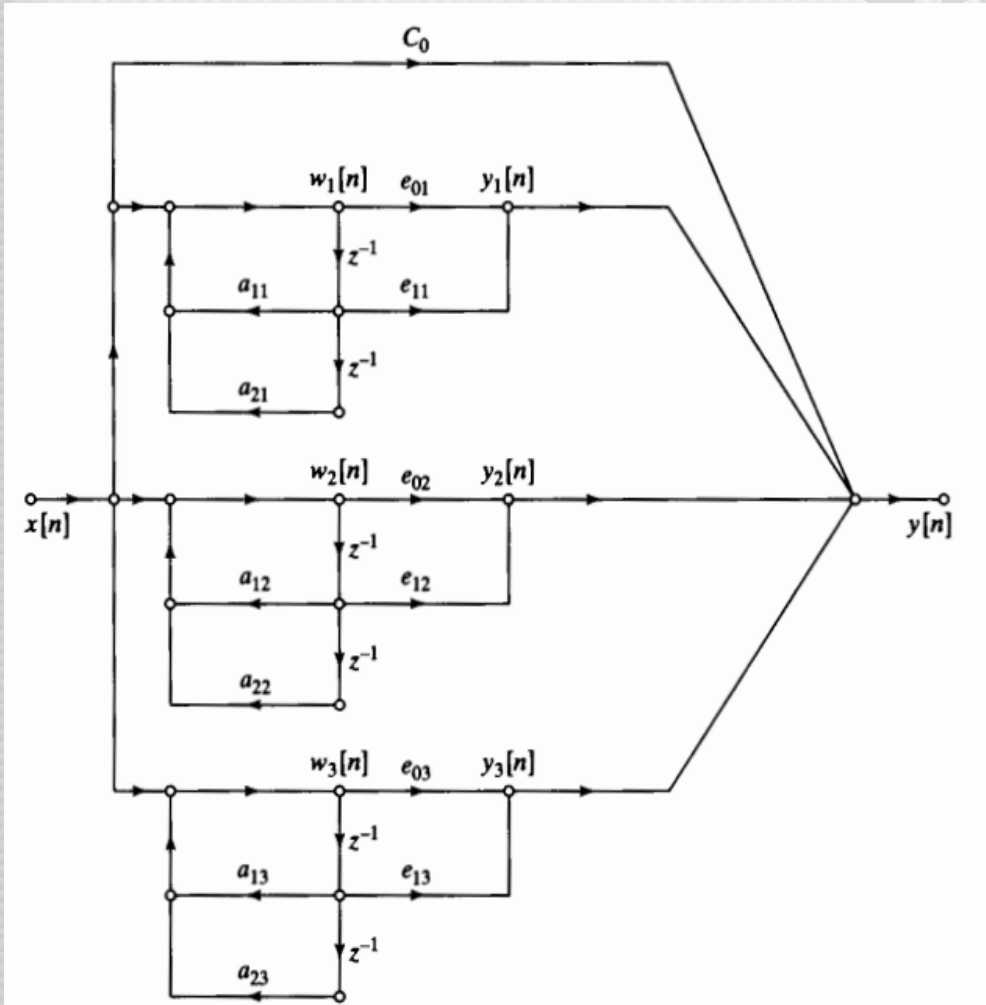 C₀
w₁[n] e₀₁ y₁[n]
z⁻¹
a₁₁ e₁₁
z⁻¹
a₂₁
w₂[n] e₀₂ y₂[n]
x[n] y[n]
z⁻¹
a₁₂ e₁₂
z⁻¹
a₂₂
w₃[n] e₀₃ y₃[n]
z⁻¹
a₁₃ e₁₃
z⁻¹
a₂₃